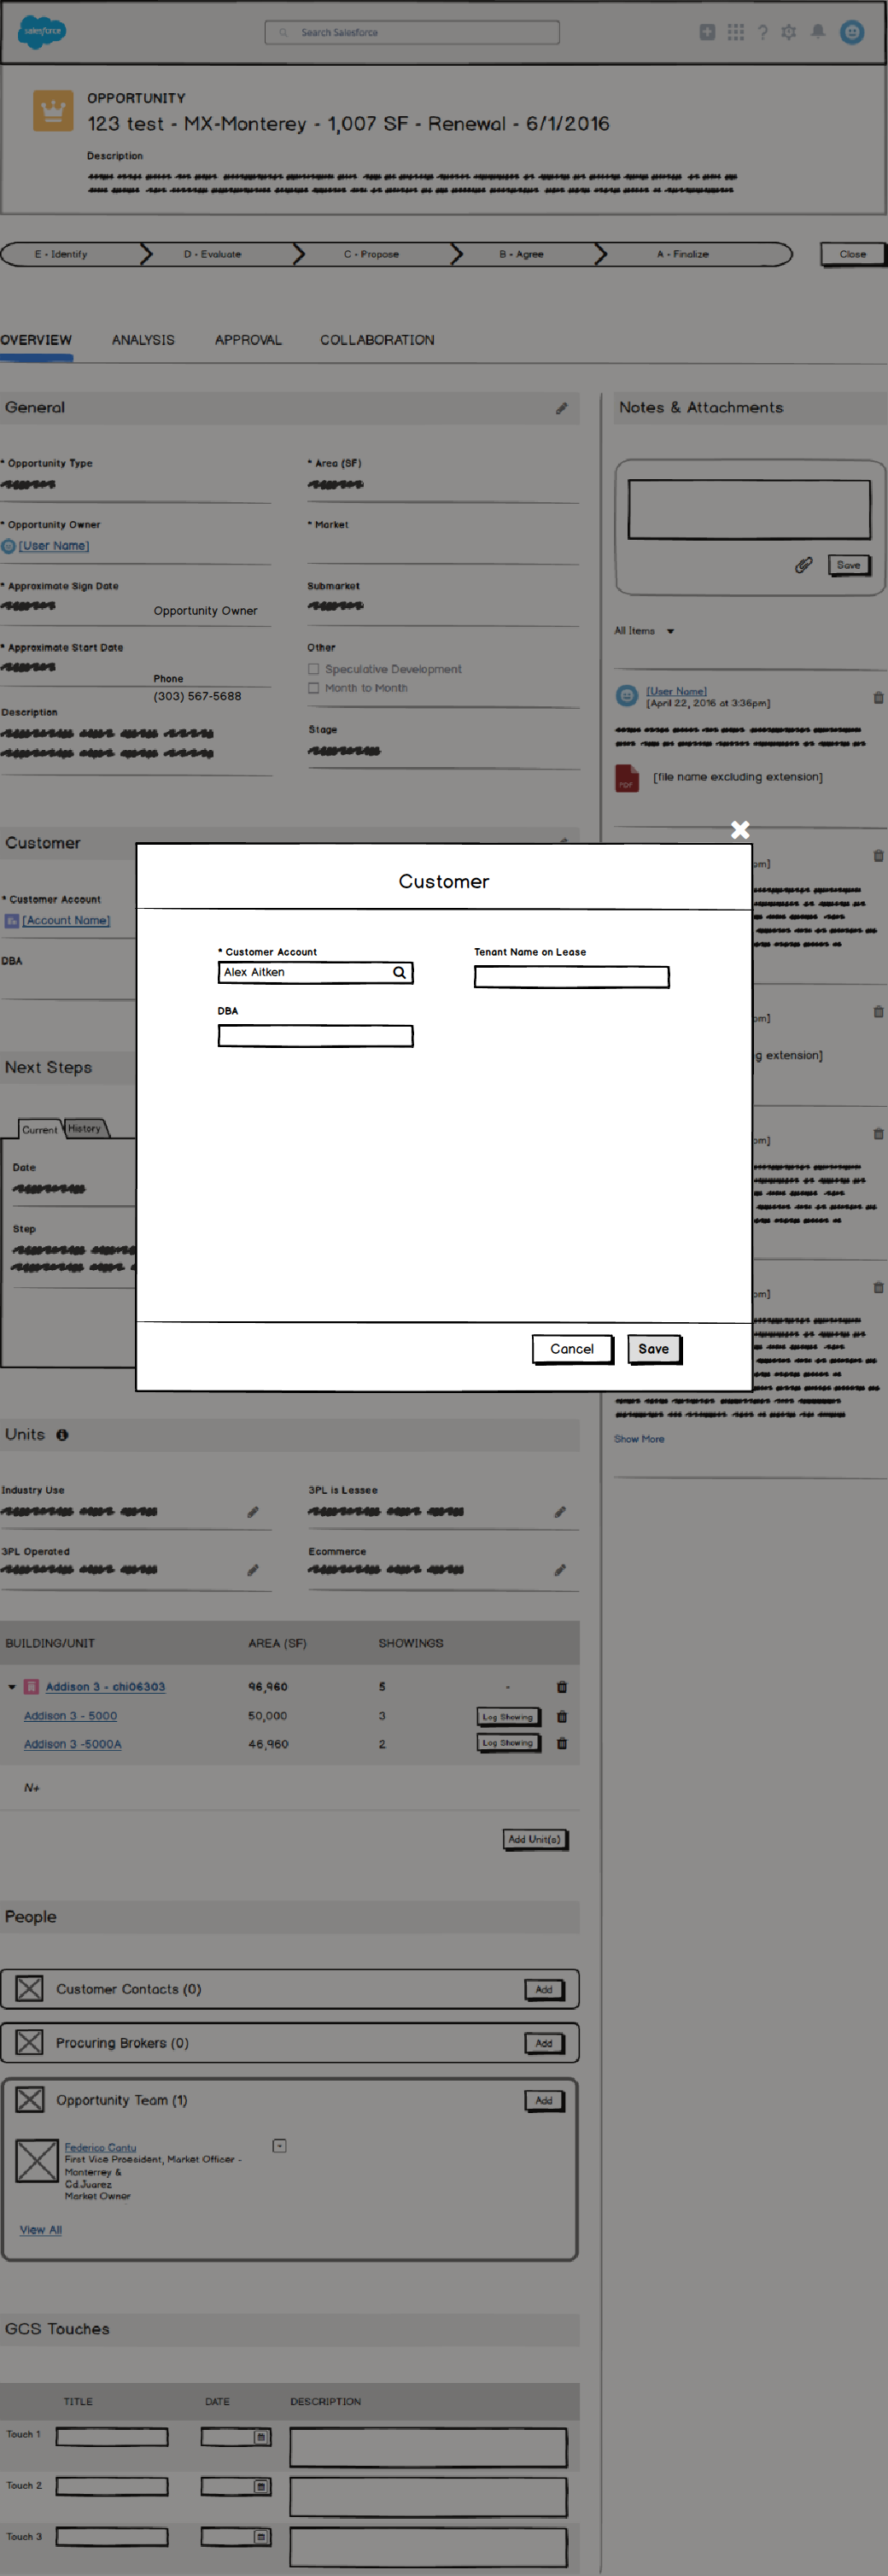 salesforce
Search Salesforce
OPPORTUNITY
123 test - MX-Monterey - 1,007 SF - Renewal - 6/1/2016
Description
E - Identify
D - Evaluate
C - Propose
B - Agree
A - Finalize
Close
OVERVIEW
ANALYSIS
APPROVAL
COLLABORATION
General
* Opportunity Type
* Area (SF)
* Opportunity Owner
[User Name]
* Market
* Approximate Sign Date
Opportunity Owner
Submarket
* Approximate Start Date
Phone
(303) 567-5688
Other
Speculative Development
Month to Month
Description
Stage
Notes & Attachments
Save
All Items
[User Name]
[April 22, 2016 at 3:36pm]
PDF
[file name excluding extension]
Customer
* Customer Account
[Account Name]
DBA
Customer
* Customer Account
Alex Aitken
Tenant Name on Lease
DBA
Cancel
Save
pm]
pm]
g extension]
pm]
pm]
Show More
Next Steps
Current
History
Date
Step
Units
Industry Use
3PL is Lessee
3PL Operated
Ecommerce
BUILDING/UNIT
AREA (SF)
SHOWINGS
Addison 3 - chi06303
96,960
5
-
Addison 3 - 5000
50,000
3
Log Showing
Addison 3 -5000A
46,960
2
Log Showing
N+
Add Unit(s)
People
Customer Contacts (0)
Add
Procuring Brokers (0)
Add
Opportunity Team (1)
Add
Federico Cantu
First Vice President, Market Officer -
Monterrey &
Cd.Juarez
Market Owner
View All
GCS Touches
TITLE
DATE
DESCRIPTION
Touch 1
Touch 2
Touch 3